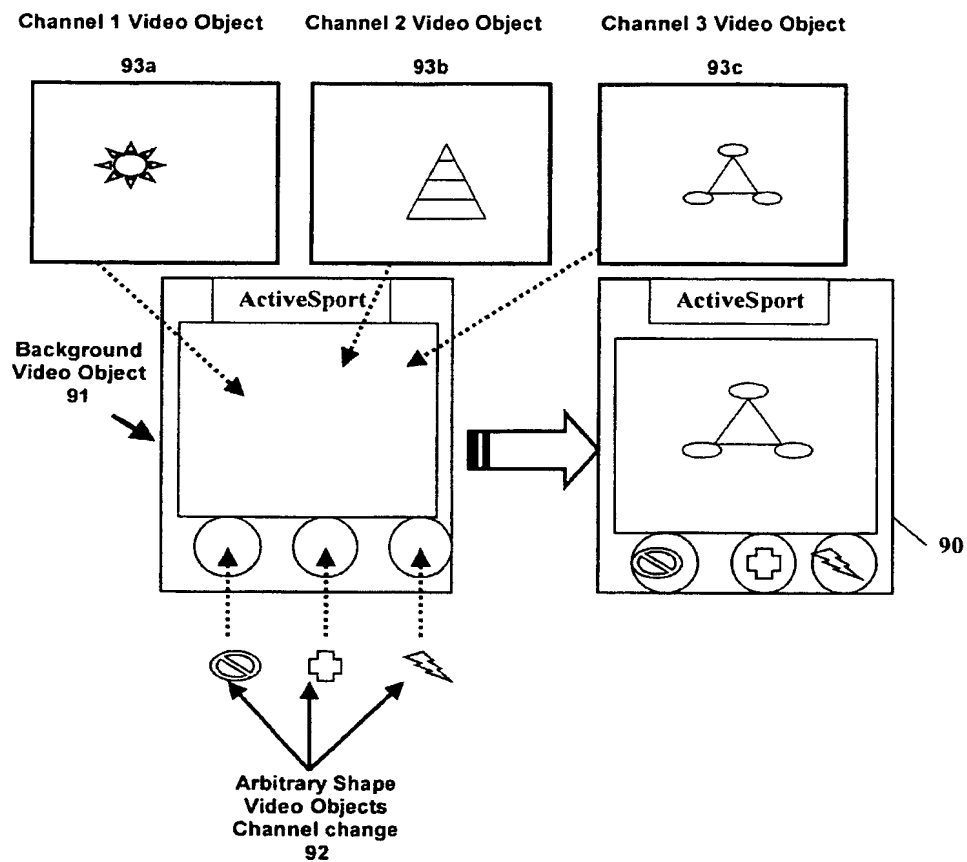 Channel 1 Video Object
Channel 2 Video Object
Channel 3 Video Object
93a
93b
93c
ActiveSport
ActiveSport
Background
Video Object
91
90
Arbitrary Shape
Video Objects
Channel change
92